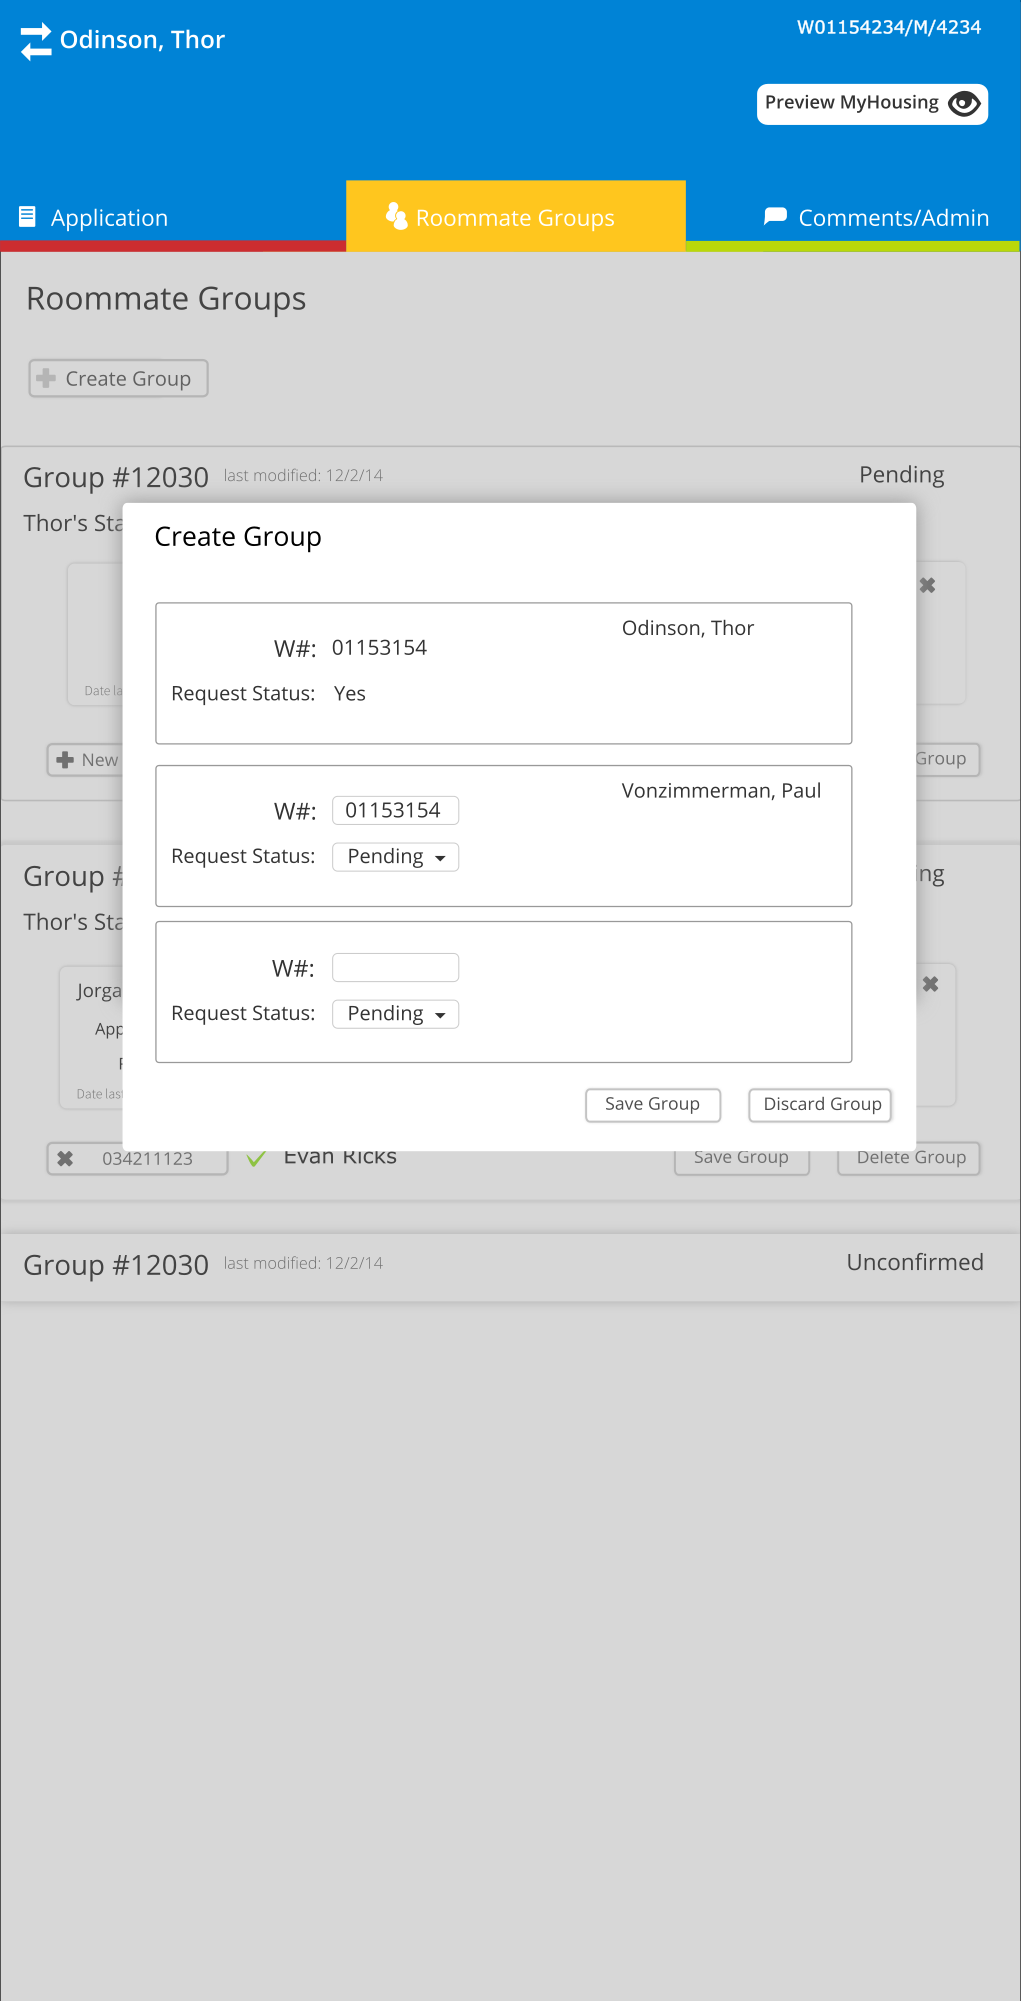 Odinson, Thor
W01154234/M/4234
Preview MyHousing
Application
Roommate Groups
Comments/Admin
Roommate Groups
Create Group
Group #12030 last modified: 12/2/14
Pending
Thor's Sta
Create Group
W#: 01153154
Odinson, Thor
Request Status: Yes
Date la
New
Group
W#: 01153154
Vonzimmerman, Paul
Request Status: Pending
Group #
ng
Thor's Sta
W#:
Request Status: Pending
Jorga
App
Date last
Save Group
Discard Group
034211123
Evan Ricks
Save Group
Delete Group
Group #12030 last modified: 12/2/14
Unconfirmed